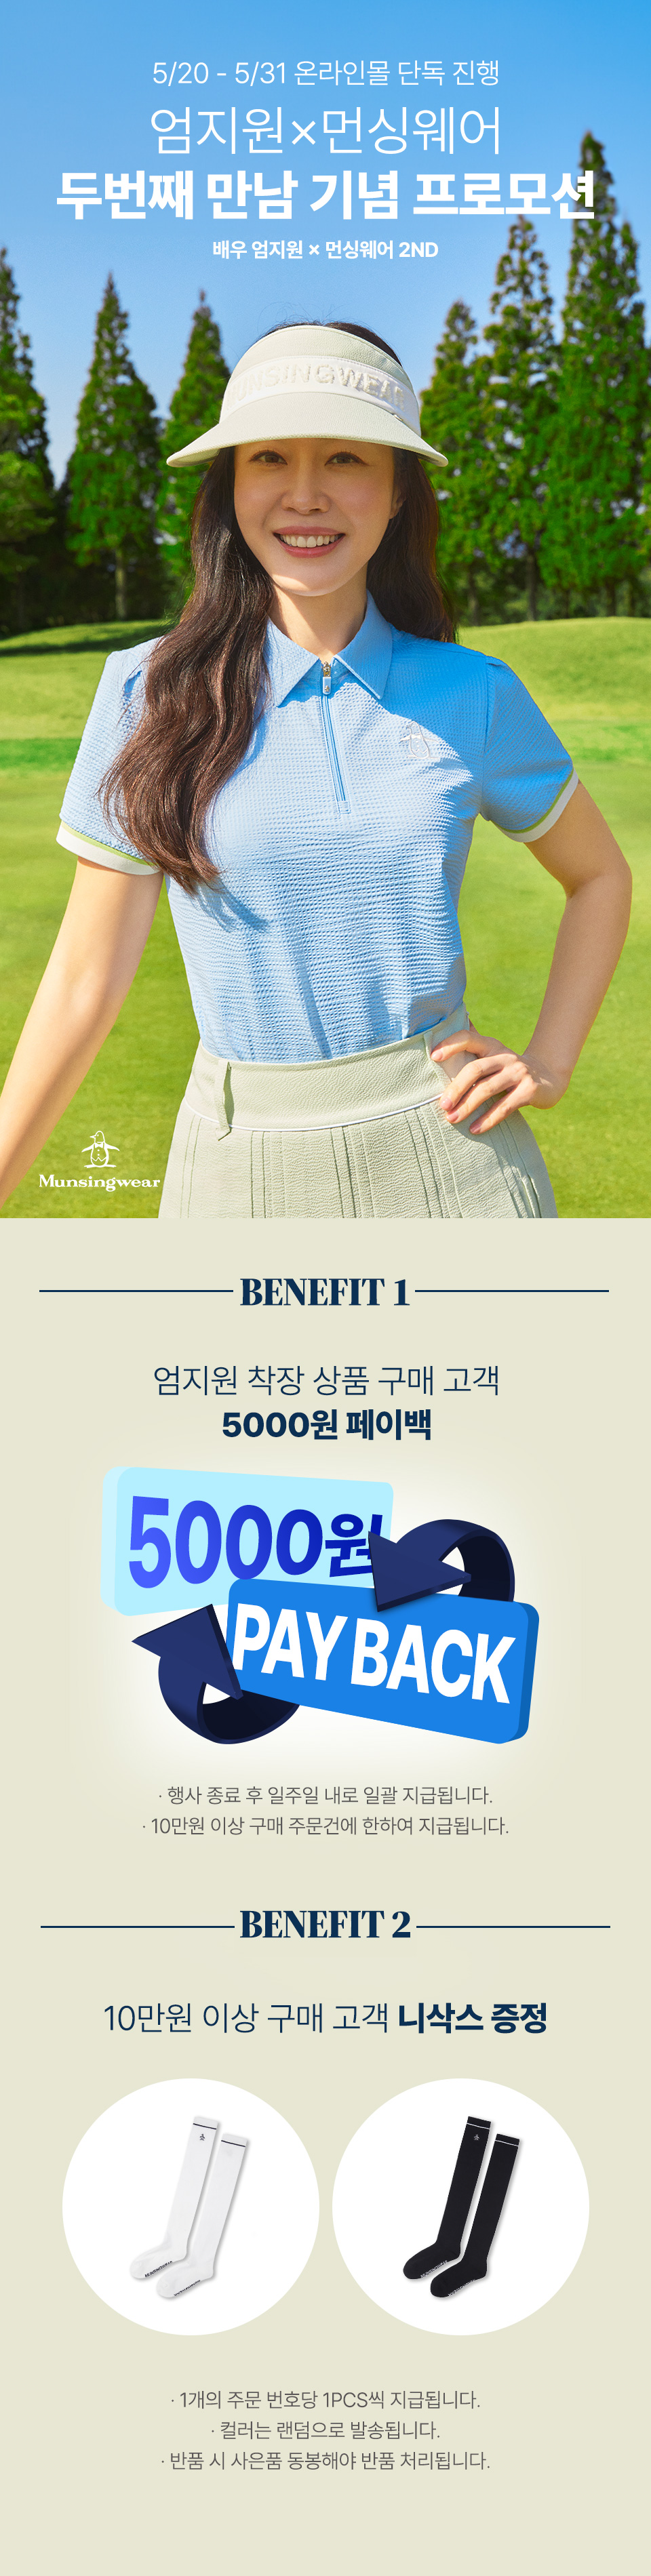 5/20 - 5/31 온라인몰 단독 진행
엄지원×먼싱웨어
두번째 만남 기념 프로모션
배우 엄지원 × 먼싱웨어 2ND
MUNSINGWEAR
Munsingwear
BENEFIT 1
엄지원 착장 상품 구매 고객
5000원 페이백
5000원
PAY BACK
· 행사 종료 후 일주일 내로 일괄 지급됩니다.
· 10만원 이상 구매 주문건에 한하여 지급됩니다.
BENEFIT 2
10만원 이상 구매 고객 니삭스 증정
· 1개의 주문 번호당 1PCS씩 지급됩니다.
· 컬러는 랜덤으로 발송됩니다.
· 반품 시 사은품 동봉해야 반품 처리됩니다.